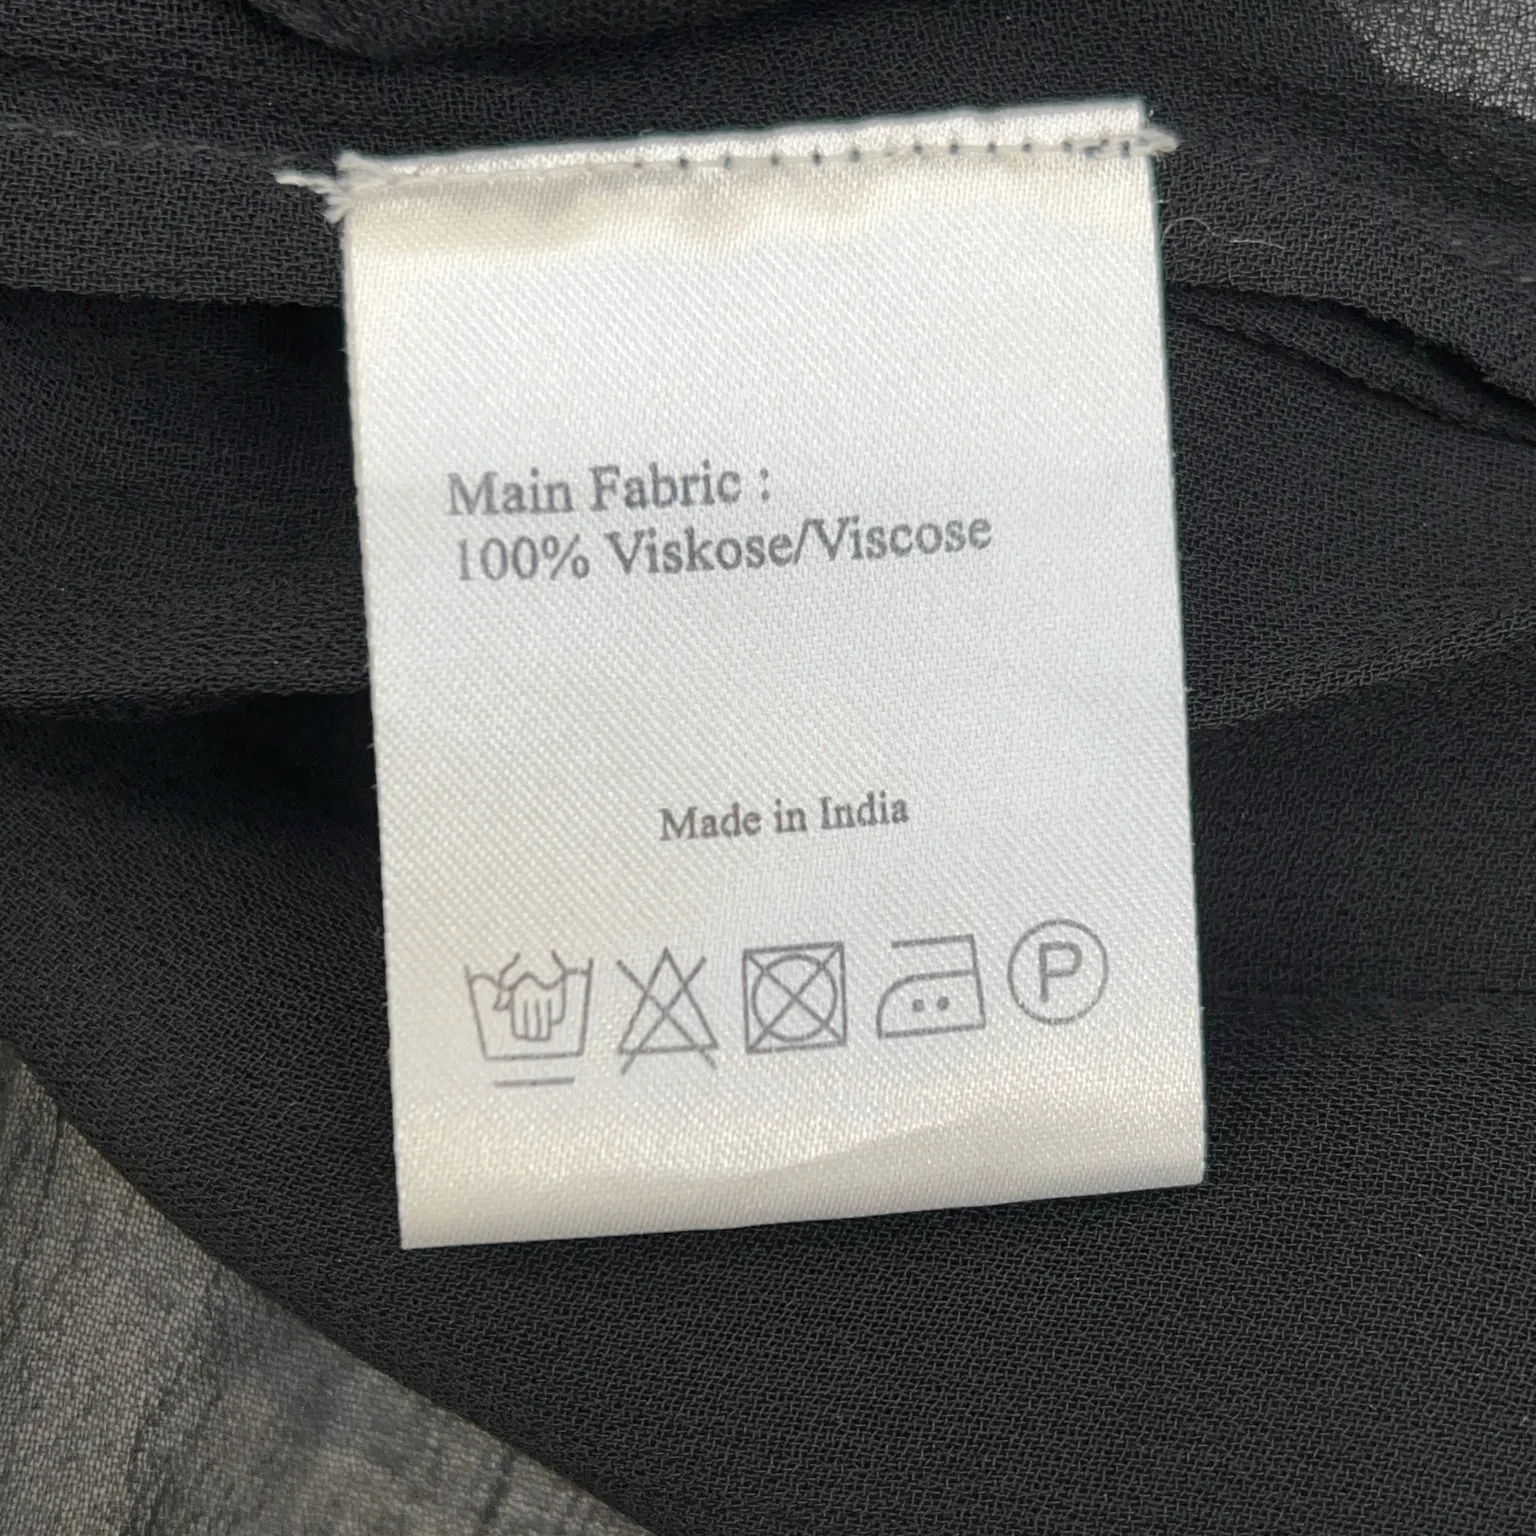 Main Fabric :
100% Viskose/Viscose
Made in India
P